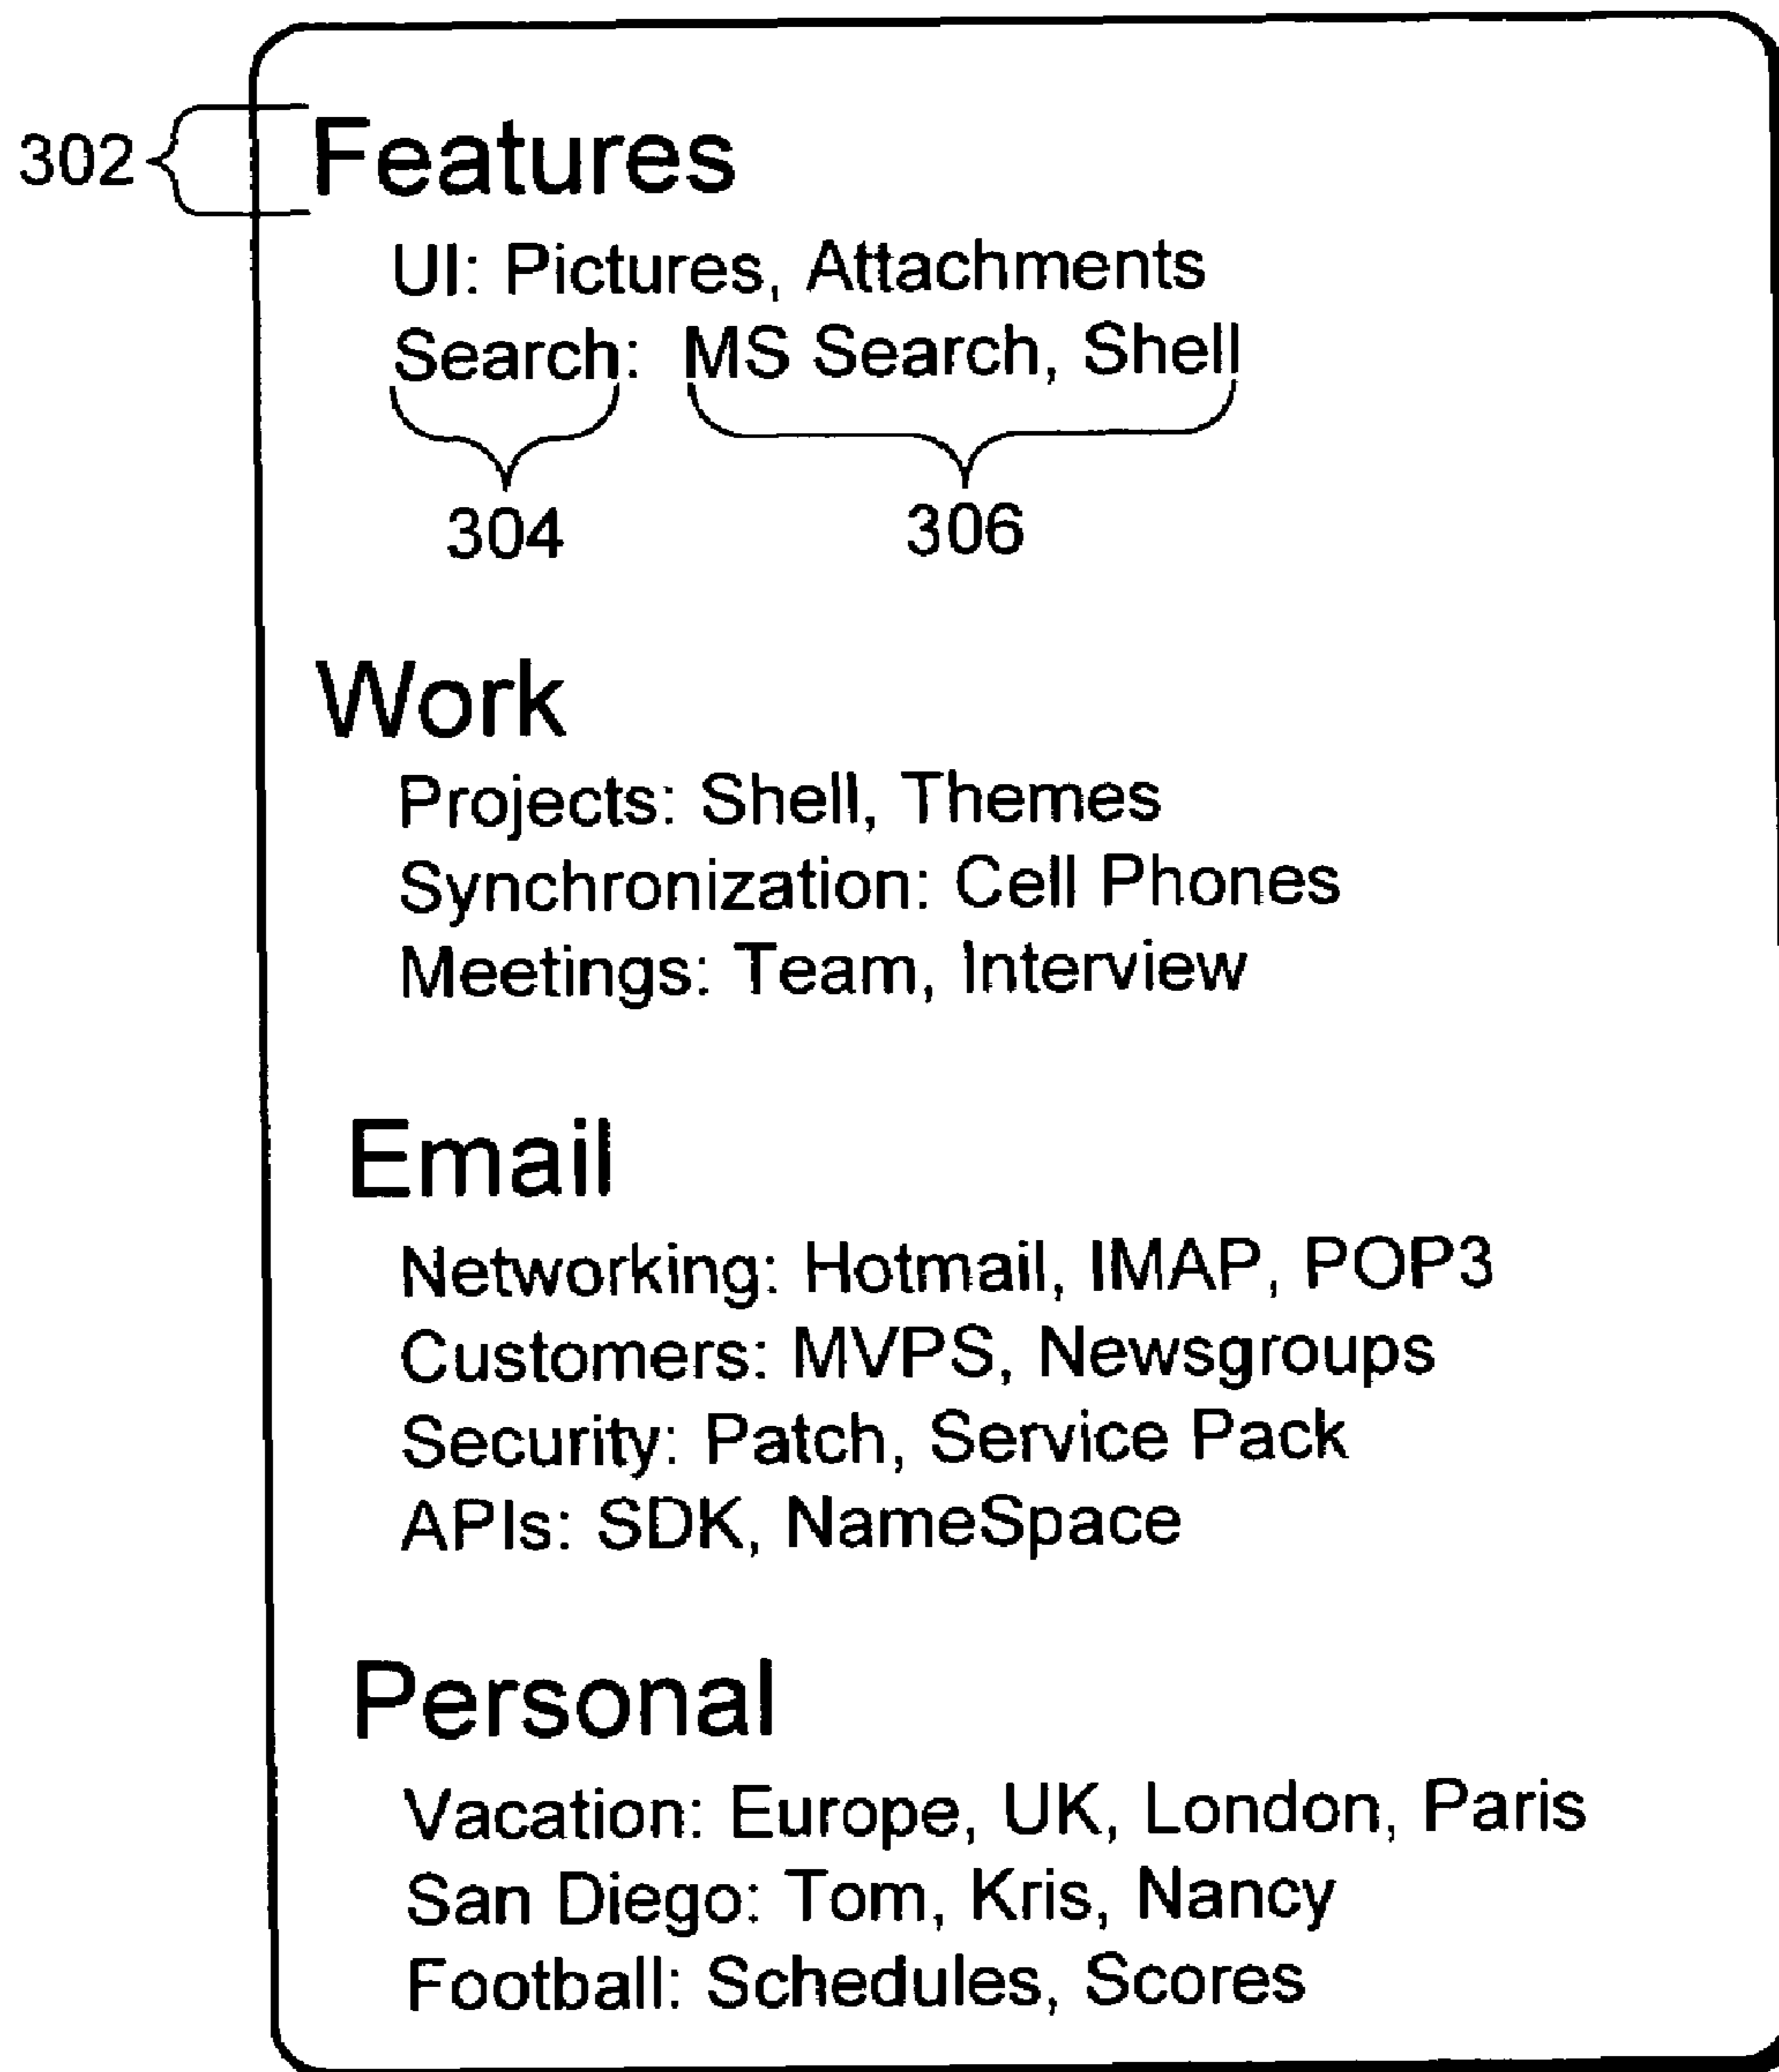 302
Features
UI: Pictures, Attachments
Search: MS Search, Shell
304 306
Work
Projects: Shell, Themes
Synchronization: Cell Phones
Meetings: Team, Interview
Email
Networking: Hotmail, IMAP, POP3
Customers: MVPS, Newsgroups
Security: Patch, Service Pack
APIs: SDK, NameSpace
Personal
Vacation: Europe, UK, London, Paris
San Diego: Tom, Kris, Nancy
Football: Schedules, Scores